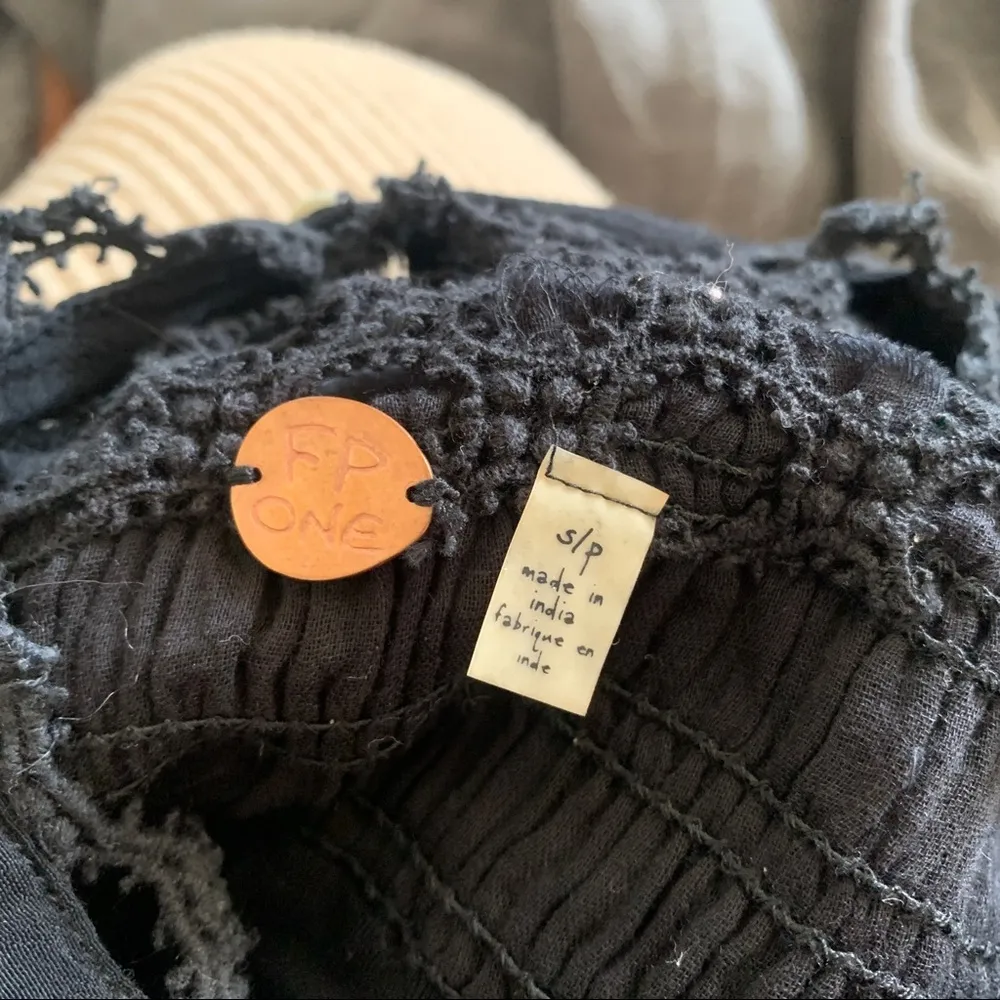 FP
ONE
s/p
made in
india
fabrique en
inde